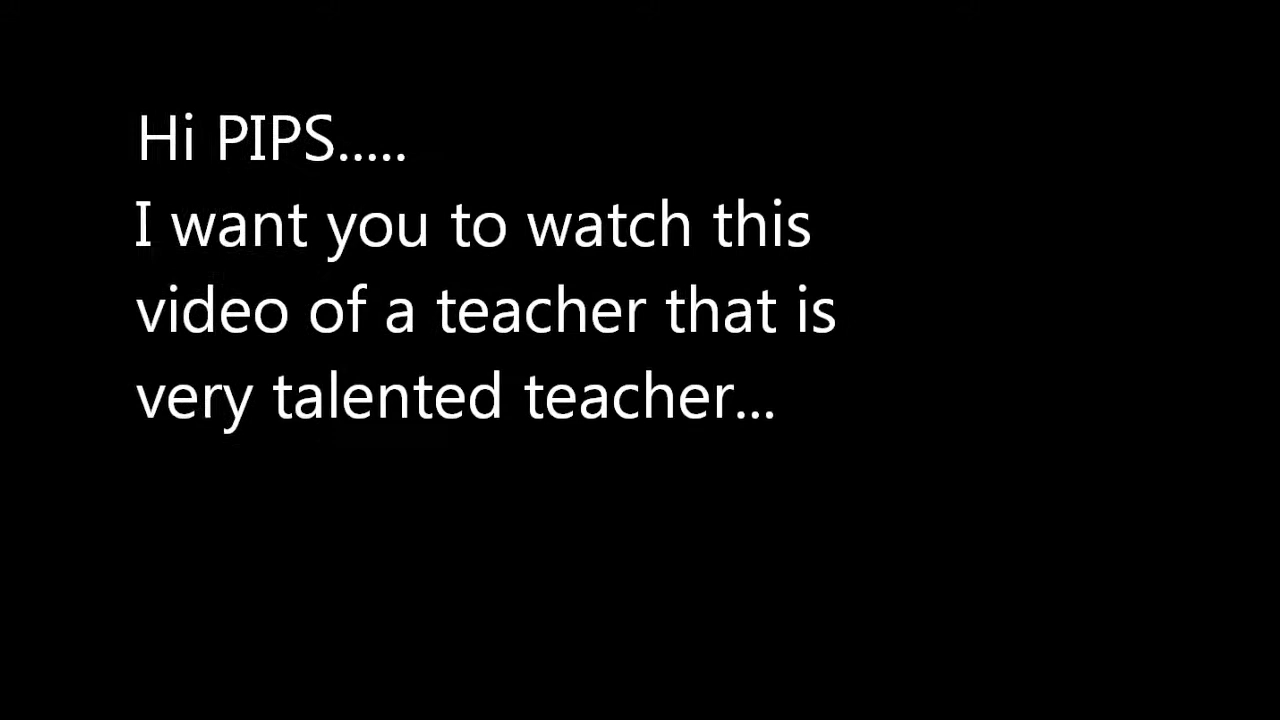 Hi PIPS.....
I want you to watch this
video of a teacher that is
very talented teacher...